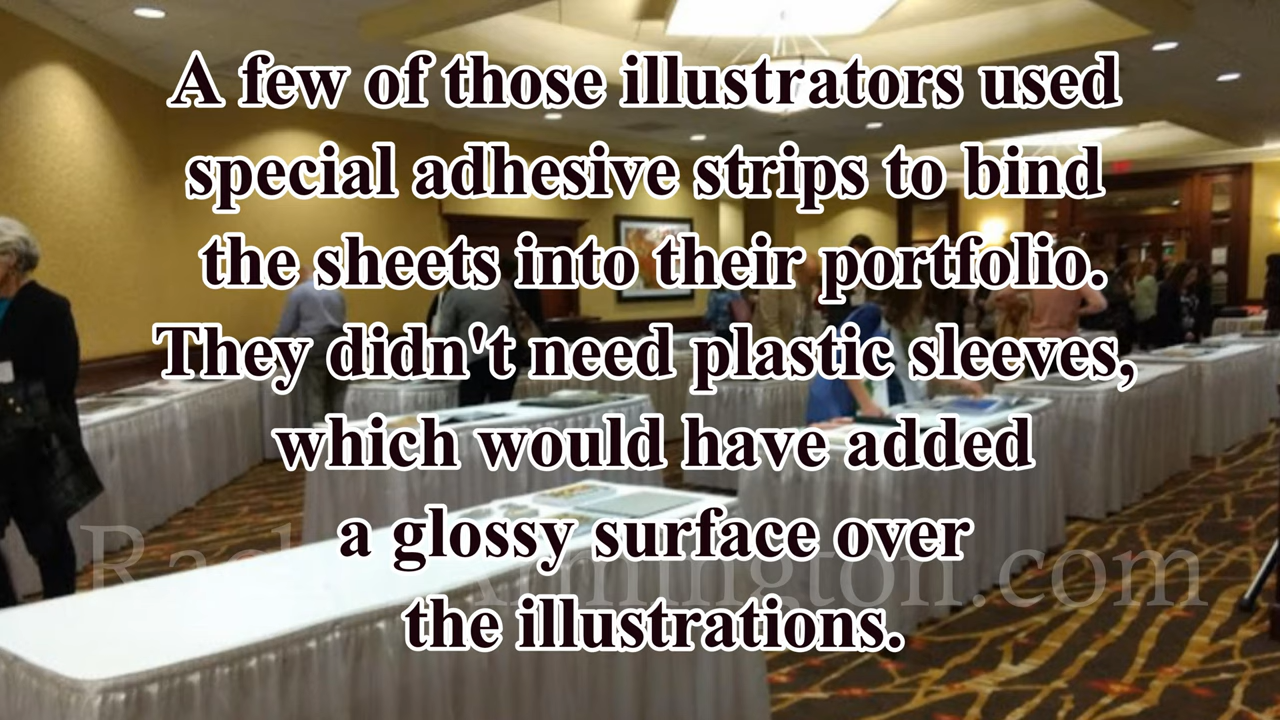 A few of those illustrators used
special adhesive strips to bind
the sheets into their portfolio.
They didn't need plastic sleeves,
which would have added
a glossy surface over
the illustrations.